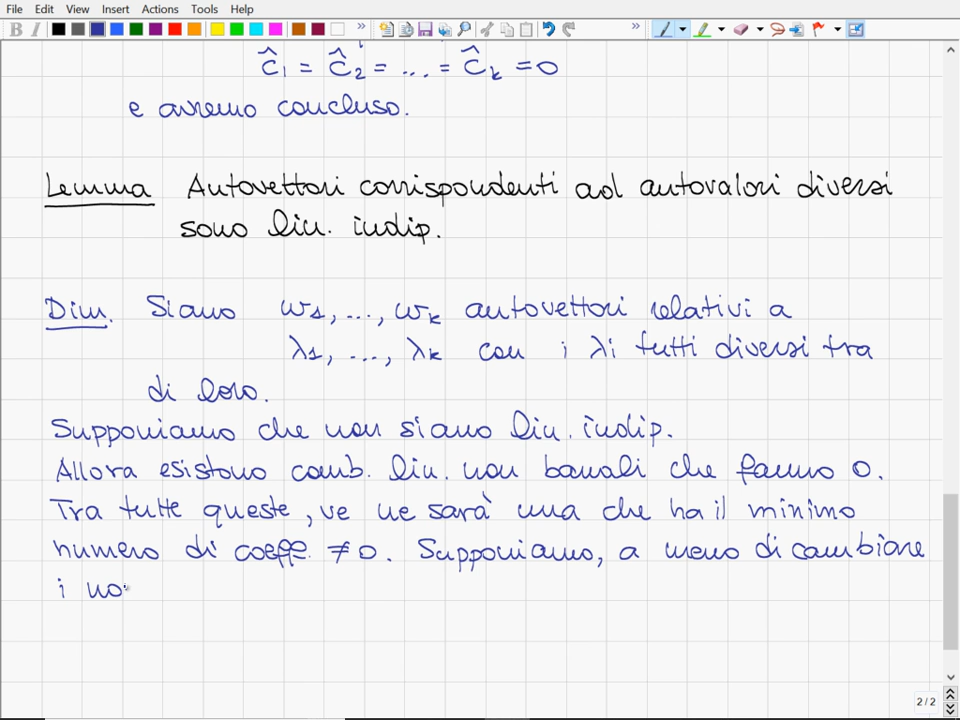 File Edit View Insert Actions Tools Help
B I
ĉ1 = ĉ2 = ... = ĉk = 0
e avremo concluso.
Lemma Autovettori corrispondenti ad autovalori diversi
sono lin. indip.
Dim. Siano w1, ..., wk autovettori relativi a
λ1, ..., λk con i λi tutti diversi tra
di loro.
Supponiamo che non siano lin. indip.
Allora esistono comb. lin. non banali che fanno 0.
Tra tutte queste, ve ne sarà una che ha il minimo
numero di coeff. ≠ 0. Supponiamo, a meno di cambiare
i no
2 / 2